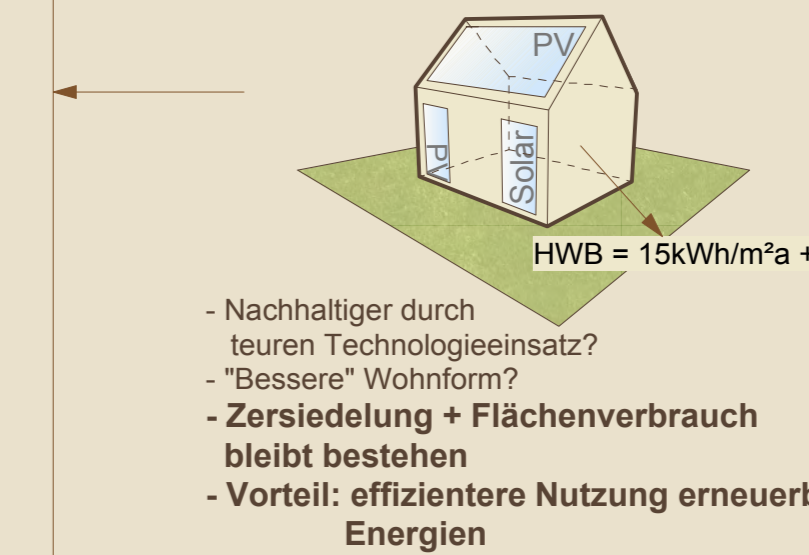 PV
PV
Solar
HWB = 15kWh/m²a +
- Nachhaltiger durch
teuren Technologieeinsatz?
- "Bessere" Wohnform?
- Zersiedelung + Flächenverbrauch
bleibt bestehen
- Vorteil: effizientere Nutzung erneuerb
Energien